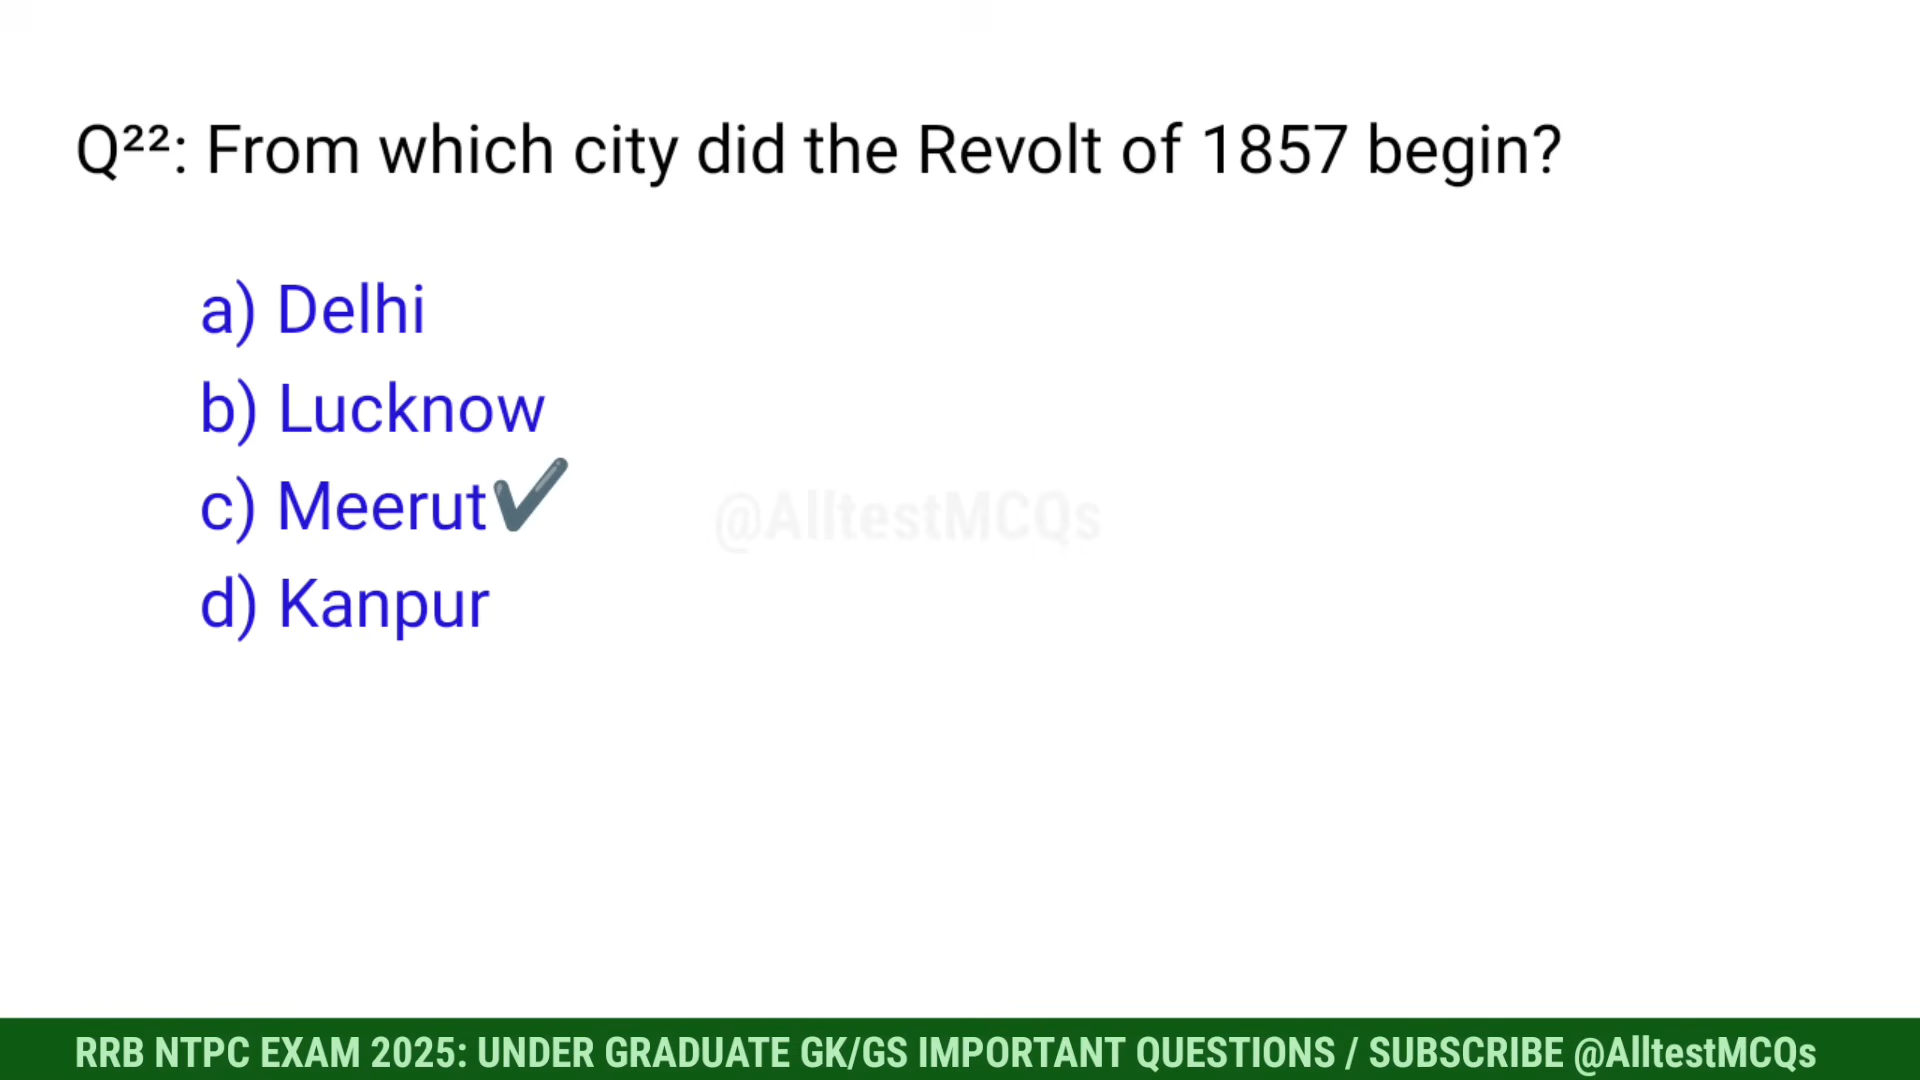 Q²²: From which city did the Revolt of 1857 begin?
a) Delhi
b) Lucknow
c) Meerut✔
@AlltestMCQs
d) Kanpur
RRB NTPC EXAM 2025: UNDER GRADUATE GK/GS IMPORTANT QUESTIONS / SUBSCRIBE @AlltestMCQs